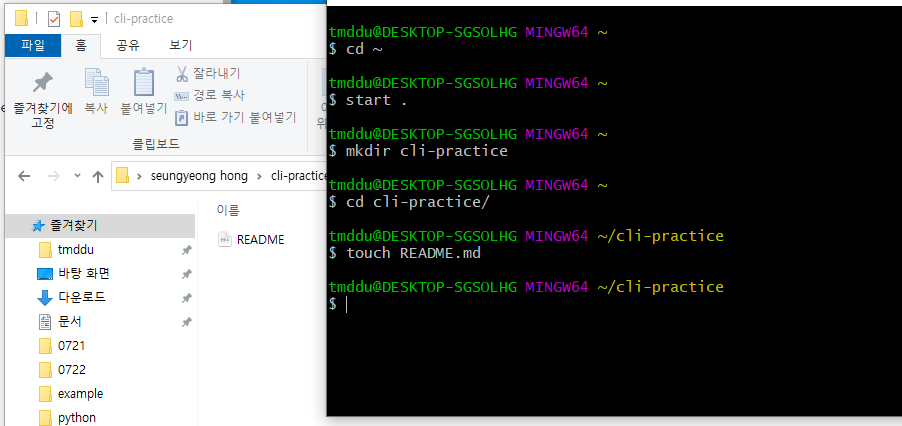 cli-practice
파일 홈 공유 보기
즐겨찾기에 고정
복사
붙여넣기
잘라내기
경로 복사
바로 가기 붙여넣기
클립보드
seungyeong hong > cli-practice
즐겨찾기
tmddu
바탕 화면
다운로드
문서
0721
0722
example
python
이름
README
tmddu@DESKTOP-SGSOLHG MINGW64 ~
$ cd ~
tmddu@DESKTOP-SGSOLHG MINGW64 ~
$ start .
tmddu@DESKTOP-SGSOLHG MINGW64 ~
$ mkdir cli-practice
tmddu@DESKTOP-SGSOLHG MINGW64 ~
$ cd cli-practice/
tmddu@DESKTOP-SGSOLHG MINGW64 ~/cli-practice
$ touch README.md
tmddu@DESKTOP-SGSOLHG MINGW64 ~/cli-practice
$